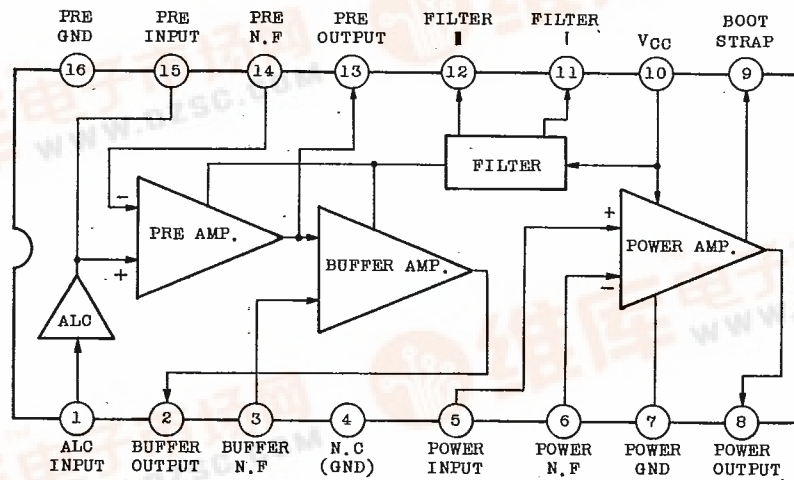 PRE
GND
PRE
INPUT
PRE
N.F
PRE
OUTPUT
FILTER
II
FILTER
I
VCC
BOOT
STRAP
16
15
14
13
12
11
10
9
FILTER
−
PRE AMP.
+
BUFFER AMP.
+
POWER AMP.
−
ALC
1
2
3
4
5
6
7
8
ALC
INPUT
BUFFER
OUTPUT
BUFFER
N.F
N.C
(GND)
POWER
INPUT
POWER
N.F
POWER
GND
POWER
OUTPUT